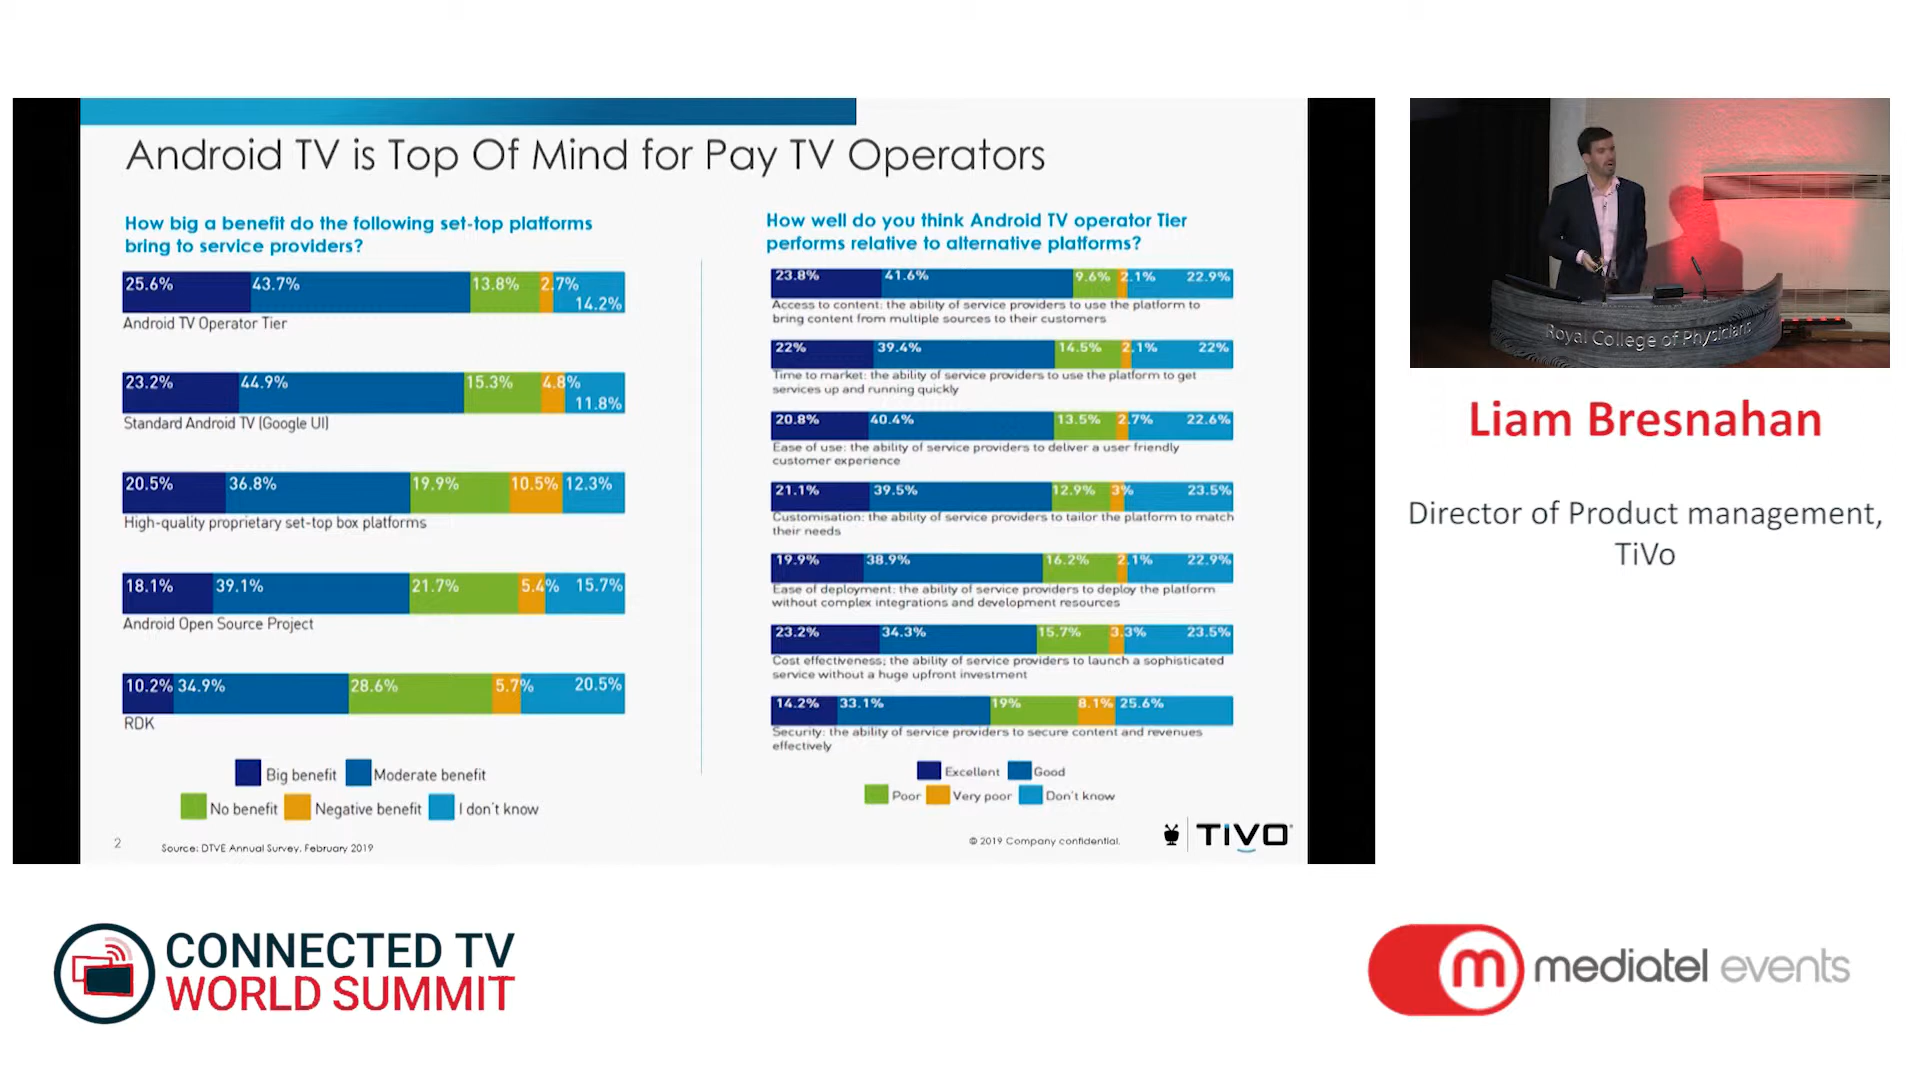 Android TV is Top Of Mind for Pay TV Operators
How big a benefit do the following set-top platforms
bring to service providers?
25.6% 43.7% 13.8% 2.7% 14.2%
Android TV Operator Tier
23.2% 44.9% 15.3% 4.8% 11.8%
Standard Android TV (Google UI)
20.5% 36.8% 19.9% 10.5% 12.3%
High-quality proprietary set-top box platforms
18.1% 39.1% 21.7% 5.4% 15.7%
Android Open Source Project
10.2% 34.9% 28.6% 5.7% 20.5%
RDK
Big benefit Moderate benefit
No benefit Negative benefit I don't know
How well do you think Android TV operator Tier
performs relative to alternative platforms?
23.8% 41.6% 9.6% 2.1% 22.9%
Access to content: the ability of service providers to use the platform to
bring content from multiple sources to their customers
22% 39.4% 14.5% 2.1% 22%
Time to market: the ability of service providers to use the platform to get
services up and running quickly
20.8% 40.4% 13.5% 2.7% 22.6%
Ease of use: the ability of service providers to deliver a user friendly
customer experience
21.1% 39.5% 12.9% 3% 23.5%
Customisation: the ability of service providers to tailor the platform to match
their needs
19.9% 38.9% 16.2% 2.1% 22.9%
Ease of deployment: the ability of service providers to deploy the platform
without complex integrations and development resources
23.2% 34.3% 15.7% 3.3% 23.5%
Cost effectiveness; the ability of service providers to launch a sophisticated
service without a huge upfront investment
14.2% 33.1% 19% 8.1% 25.6%
Security: the ability of service providers to secure content and revenues
effectively
Excellent Good
Poor Very poor Don't know
2
Source: DTVE Annual Survey, February 2019
© 2019 Company confidential.
TiVo
Royal College of Physicians
Liam Bresnahan
Director of Product management,
TiVo
CONNECTED TV
WORLD SUMMIT
m mediatel events